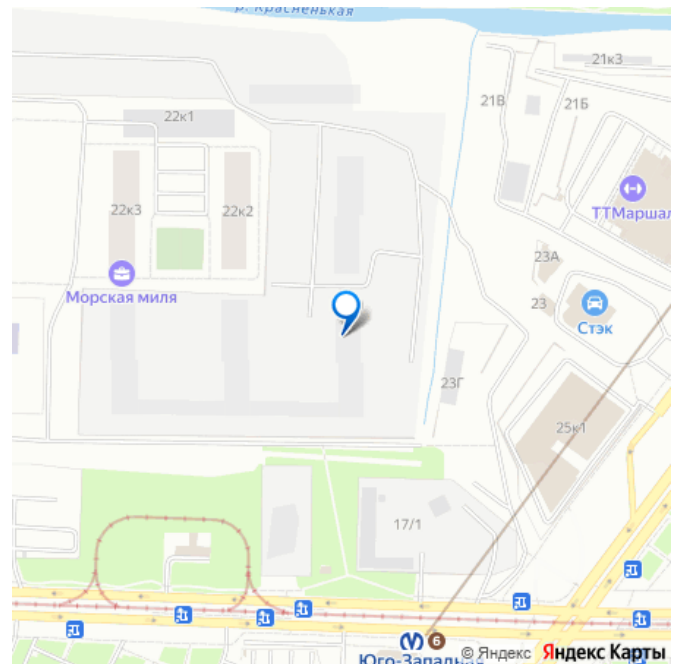 р. Красненькая
21к3
22к1
21В
21Б
22к3
22к2
ТТМаршал
23А
Морская миля
23
Стэк
23Г
25к1
17/1
6
Юго-Западная
© Яндекс Яндекс Карты